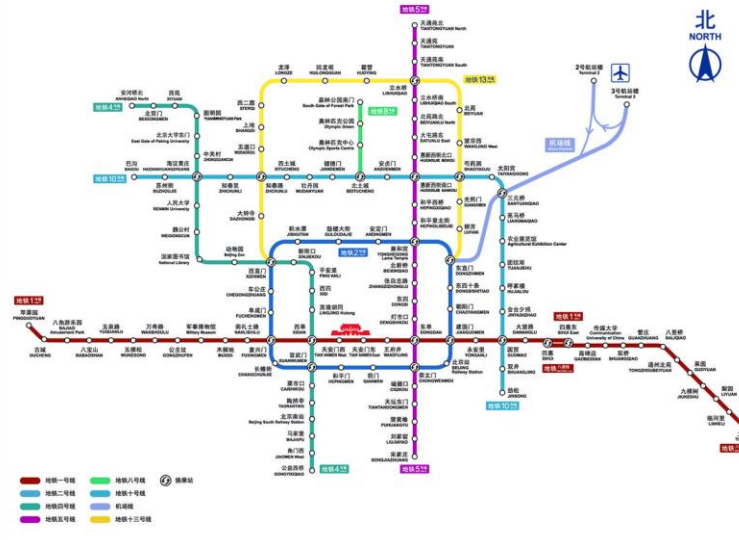 北
NORTH
地铁5号线
天通苑北
TIANTONGYUAN North
天通苑
TIANTONGYUAN
天通苑南
TIANTONGYUAN South
2号航站楼
Terminal 2
3号航站楼
Terminal 3
龙泽
LONGZE
回龙观
HUILONGGUAN
霍营
HUOYING
立水桥
LISHUIQIAO
地铁13号线
安河桥北
ANHEQIAO North
西苑
XIYUAN
地铁4号线
北宫门
BEIGONGMEN
圆明园
YUANMINGYUAN Park
西二旗
XI'ERQI
森林公园南门
South Gate of Forest Park
地铁8号线
立水桥南
LISHUIQIAO South
北苑
BEIYUAN
上地
SHANGDI
奥林匹克公园
Olympic Green
北苑路北
BEIYUANLU North
北京大学东门
East Gate of Peking University
五道口
WUDAOKOU
奥林匹克中心
Olympic Sports Centre
大屯路东
DATUNLU East
望京西
WANGJING West
机场线
中关村
ZHONGGUANCUN
惠新西街北口
地铁10号线
巴沟
BAGOU
海淀黄庄
HAIDIANHUANGZHUANG
西土城
XITUCHENG
健德门
JIANDEMEN
安贞门
ANZHENMEN
芍药居
SHAOYAOJU
太阳宫
TAIYANGGONG
苏州街
SUZHOUJIE
知春里
ZHICHUNLI
知春路
ZHICHUNLU
牡丹园
MUDANYUAN
北土城
BEITUCHENG
惠新西街南口
三元桥
SANYUANQIAO
人民大学
RENMIN University
大钟寺
DAZHONGSI
和平西桥
HEPINGXIQIAO
光熙门
GUANGXIMEN
亮马桥
LIANGMAQIAO
魏公村
WEIGONGCUN
和平里北街
HEPINGLIBEIJIE
柳芳
LIUFANG
农业展览馆
Agricultural Exhibition Center
国家图书馆
National Library
动物园
Beijing Zoo
积水潭
JISHUITAN
鼓楼大街
GULOUDAJIE
安定门
ANDINGMEN
地铁2号线
雍和宫
YONGHEGONG
Lama Temple
新街口
XINJIEKOU
西直门
XIZHIMEN
东直门
DONGZHIMEN
团结湖
TUANJIEHU
平安里
PING'ANLI
北新桥
BEIXINQIAO
车公庄
CHEGONGZHUANG
西四
XISI
张自忠路
ZHANGZIZHONGLU
东四十条
DONGSISHITIAO
呼家楼
HUJIALOU
阜成门
FUCHENGMEN
灵境胡同
LINGJING Hutong
东四
DONGSI
朝阳门
CHAOYANGMEN
金台夕照
JINTAIXIZHAO
灯市口
DENGSHIKOU
地铁1号线
苹果园
PINGGUOYUAN
八角游乐园
BAJIAO
Amusement Park
玉泉路
YUQUANLU
万寿路
WANSHOULU
军事博物馆
Military Museum
南礼士路
NANLISHILU
西单
XIDAN
东单
DONGDAN
建国门
JIANGUOMEN
大望路
DAWANGLU
地铁1号线
四惠东
SIHUI East
传媒大学
Communication
University of China
管庄
GUANZHUANG
八里桥
BALIQIAO
古城
GUCHENG
八宝山
BABAOSHAN
五棵松
WUKESONG
公主坟
GONGZHUFEN
木樨地
MUXIDI
复兴门
FUXINGMEN
天安门西
TIAN'ANMEN West
天安门东
TIAN'ANMEN East
王府井
WANGFUJING
永安里
YONG'ANLI
国贸
GUOMAO
四惠
SIHUI
高碑店
GAOBEIDIAN
双桥
SHUANGQIAO
通州北苑
TONGZHOUBEIYUAN
果园
GUOYUAN
长椿街
CHANGCHUNJIE
宣武门
XUANWUMEN
和平门
HEPINGMEN
前门
QIANMEN
崇文门
CHONGWENMEN
北京站
BEIJING
Railway Station
双井
SHUANGJING
九棵树
JIUKESHU
梨园
LIYUAN
菜市口
CAISHIKOU
磁器口
CIQIKOU
劲松
JINSONG
地铁10号线
临河里
LINHELI
陶然亭
TAORANTING
天坛东门
TIANTANDONGMEN
北京南站
Beijing South Railway Station
蒲黄榆
PUHUANGYU
马家堡
MAJIAPU
刘家窑
LIUJIAYAO
角门西
JIAOMEN West
宋家庄
SONGJIAZHUANG
公益西桥
GONGYIXIQIAO
地铁4号线
地铁5号线
地铁一号线
地铁八号线
换乘站
地铁二号线
地铁十号线
地铁四号线
机场线
地铁五号线
地铁十三号线